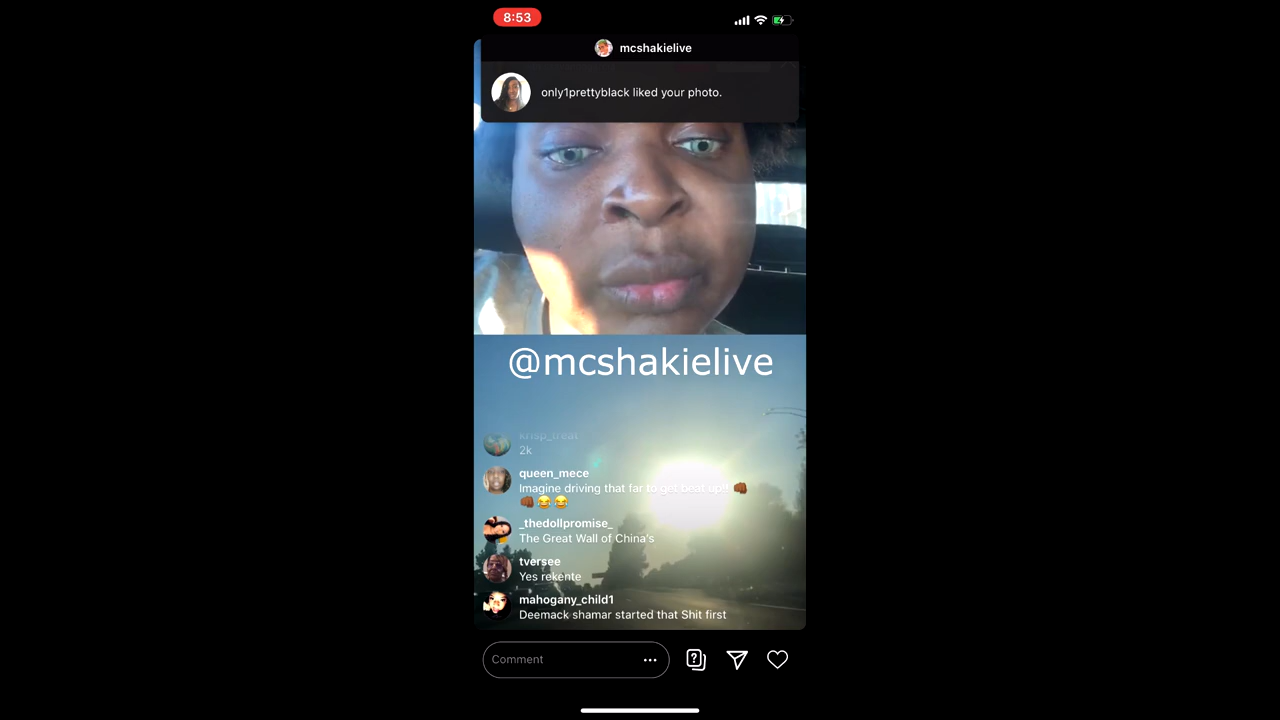 8:53
mcshakielive
only1prettyblack liked your photo.
@mcshakielive
krisp_treat
2k
queen_mece
Imagine driving that far to get beat up!! 👊🏾
👊🏾😂😂
_thedollpromise_
The Great Wall of China's
tversee
Yes rekente
mahogany_child1
Deemack shamar started that Shit first
Comment